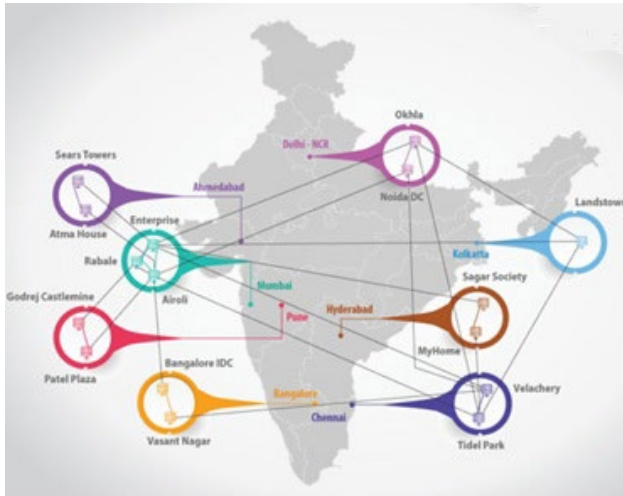 Okhla
Delhi - NCR
Sears Towers
Ahmedabad
Noida DC
Atma House
Enterprise
Landstown
Rabale
Kolkatta
Sagar Society
Mumbai
Godrej Castlemine
Airoli
Pune
Hyderabad
MyHome
Bangalore IDC
Patel Plaza
Velachery
Bangalore
Chennai
Vasant Nagar
Tidel Park